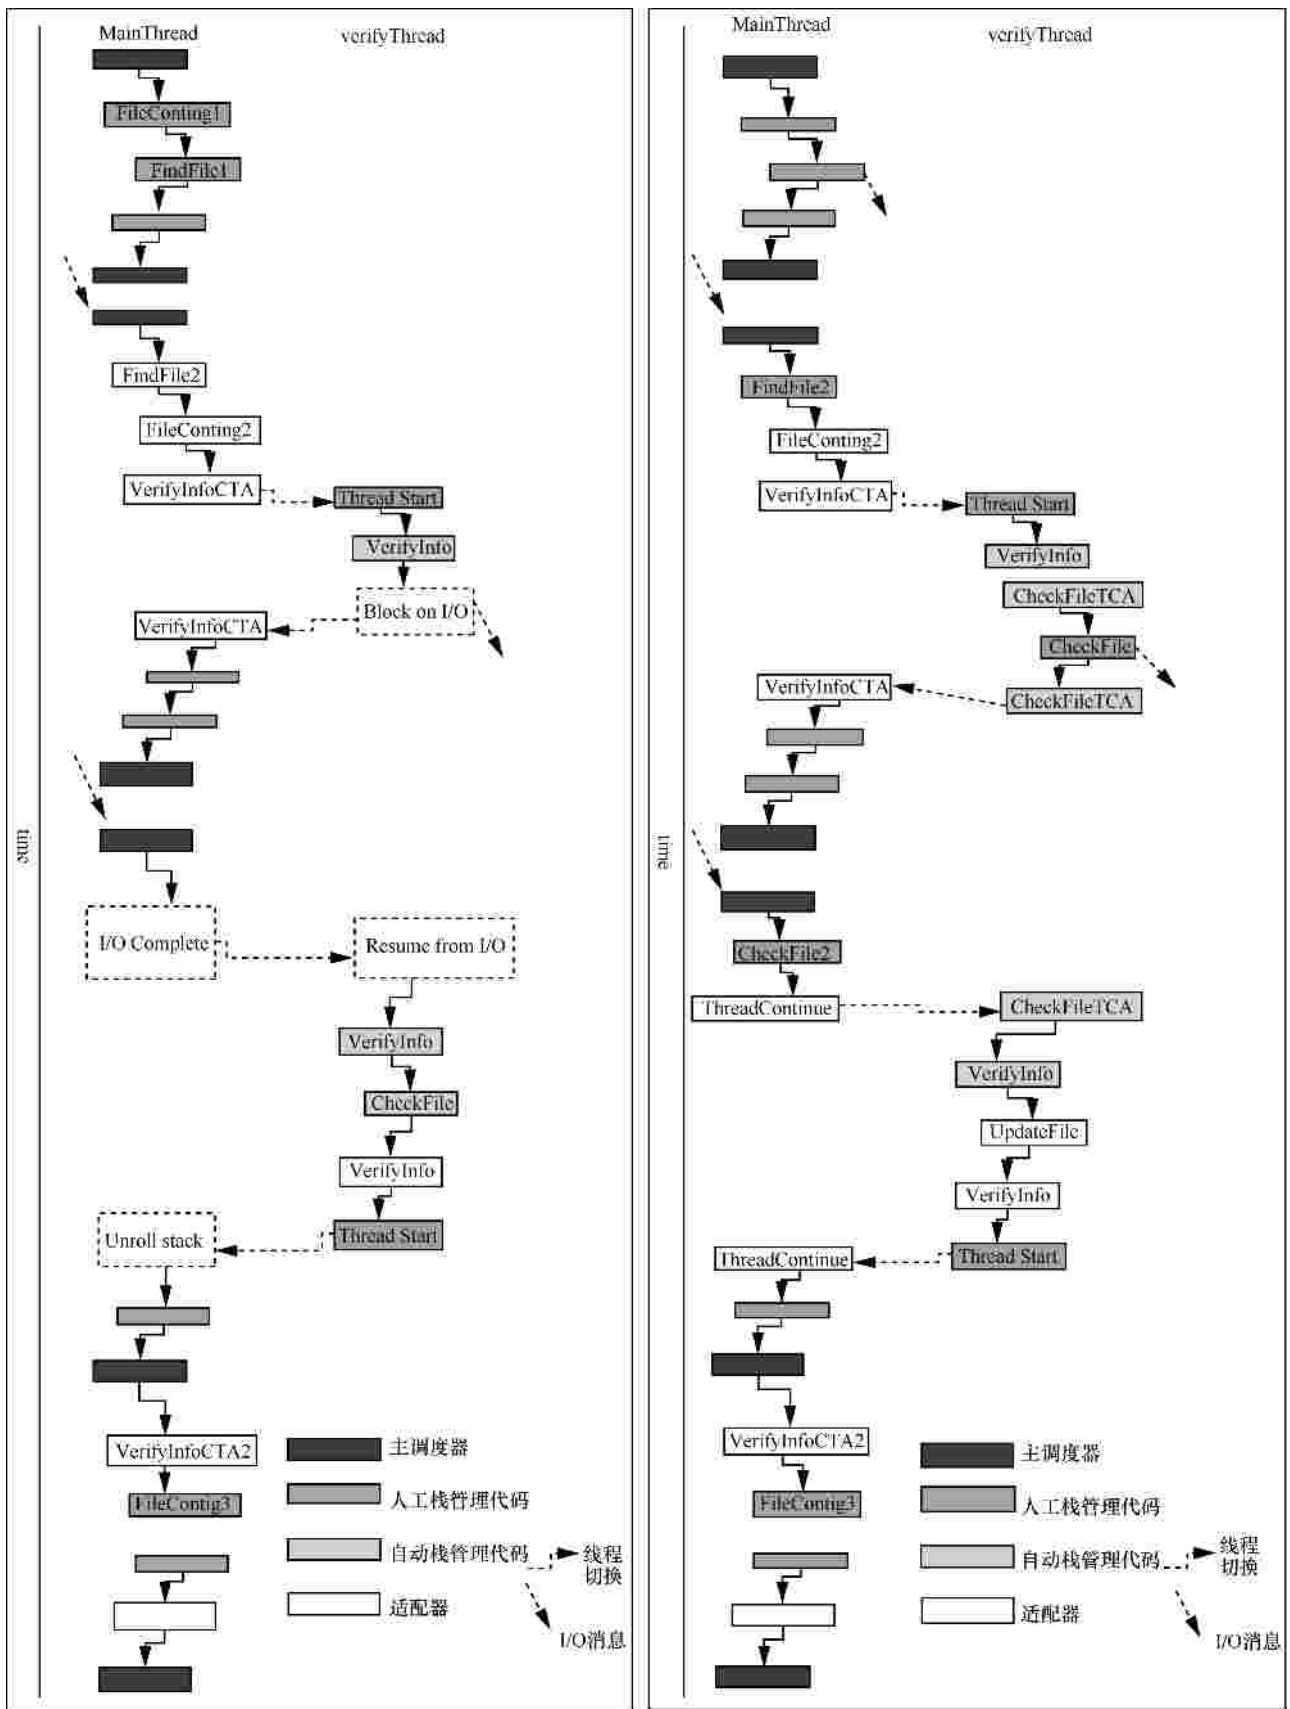 MainThread
verifyThread
FileConting1
FindFile1
FindFile2
FileConting2
VerifyInfoCTA
Thread Start
VerifyInfo
Block on I/O
VerifyInfoCTA
time
I/O Complete
Resume from I/O
VerifyInfo
CheckFile
VerifyInfo
Thread Start
Unroll stack
VerifyInfoCTA2
FileContig3
主调度器
人工栈管理代码
自动栈管理代码
线程
切换
适配器
I/O消息
MainThread
verifyThread
FindFile2
FileConting2
VerifyInfoCTA
Thread Start
VerifyInfo
CheckFileTCA
CheckFile
VerifyInfoCTA
CheckFileTCA
time
CheckFile2
ThreadContinue
CheckFileTCA
VerifyInfo
UpdateFile
VerifyInfo
Thread Start
ThreadContinue
VerifyInfoCTA2
FileContig3
主调度器
人工栈管理代码
自动栈管理代码
线程
切换
适配器
I/O消息